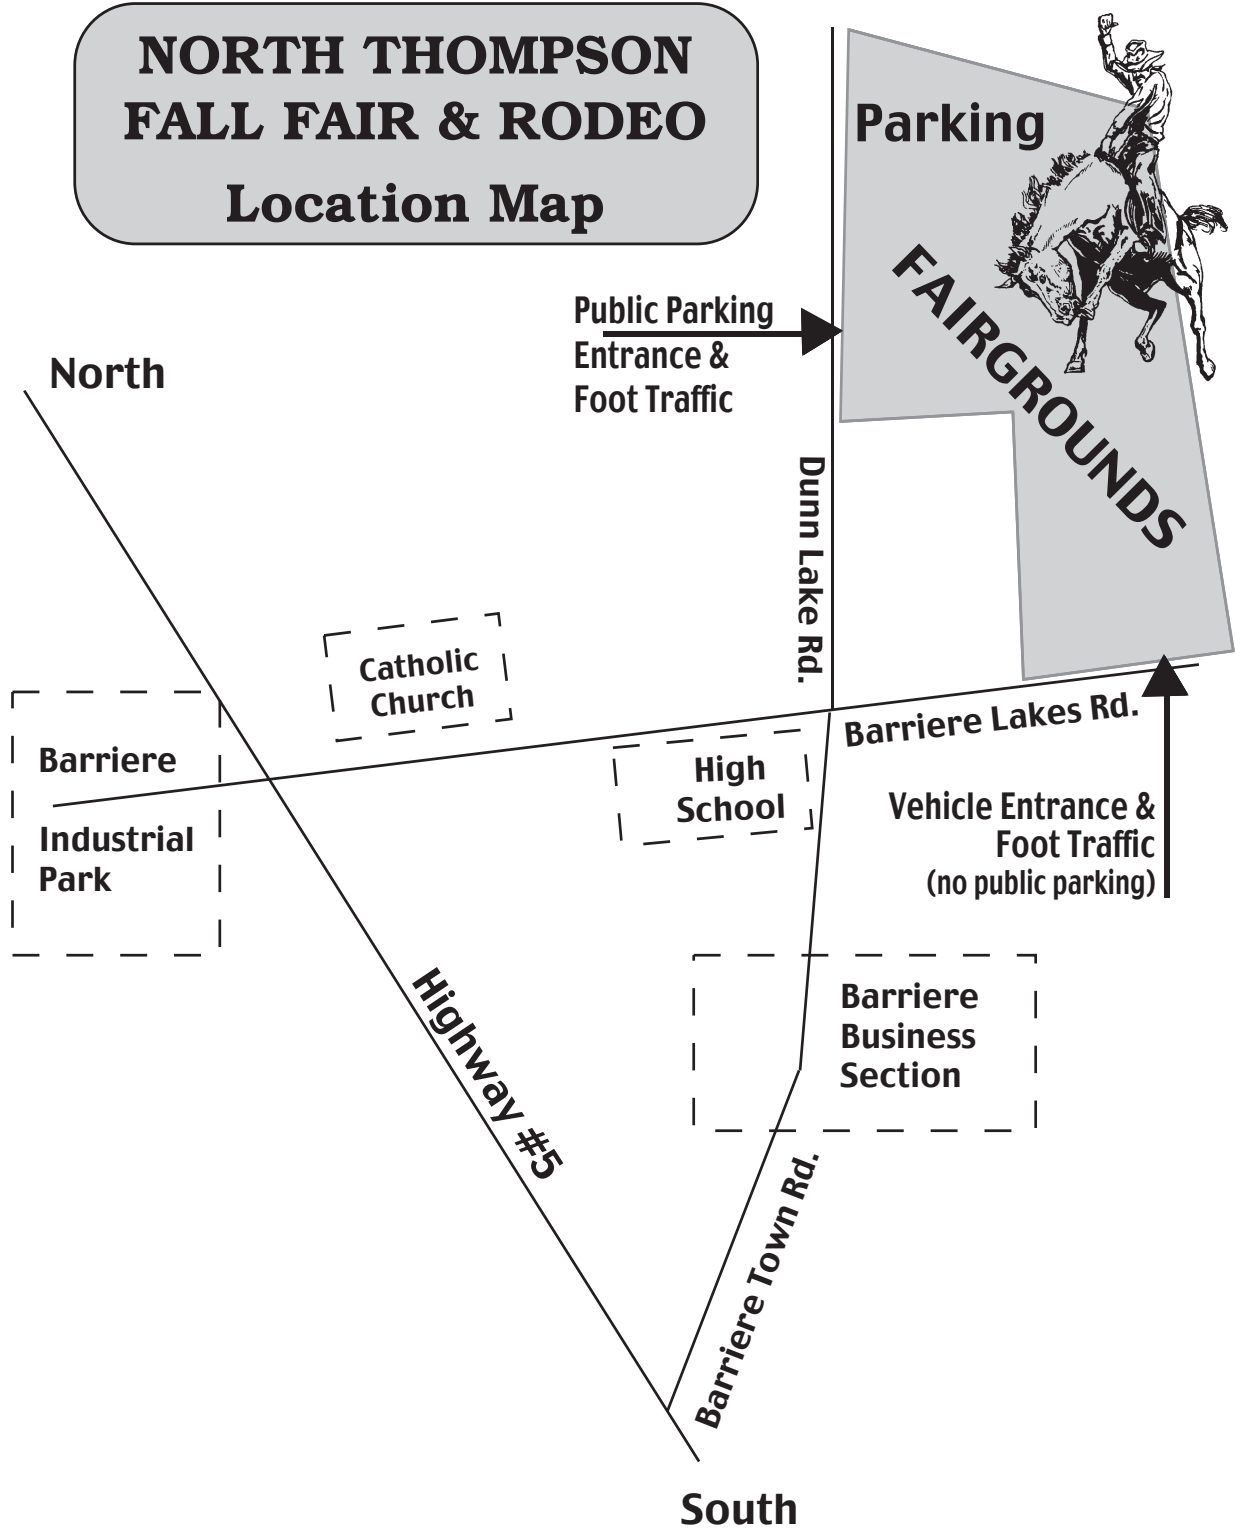 NORTH THOMPSON
FALL FAIR & RODEO
Location Map
Parking
FAIRGROUNDS
Public Parking
Entrance &
Foot Traffic
North
Dunn Lake Rd.
Catholic
Church
Barriere Lakes Rd.
Barriere
Industrial
Park
High
School
Vehicle Entrance &
Foot Traffic
(no public parking)
Highway #5
Barriere
Business
Section
Barriere Town Rd.
South